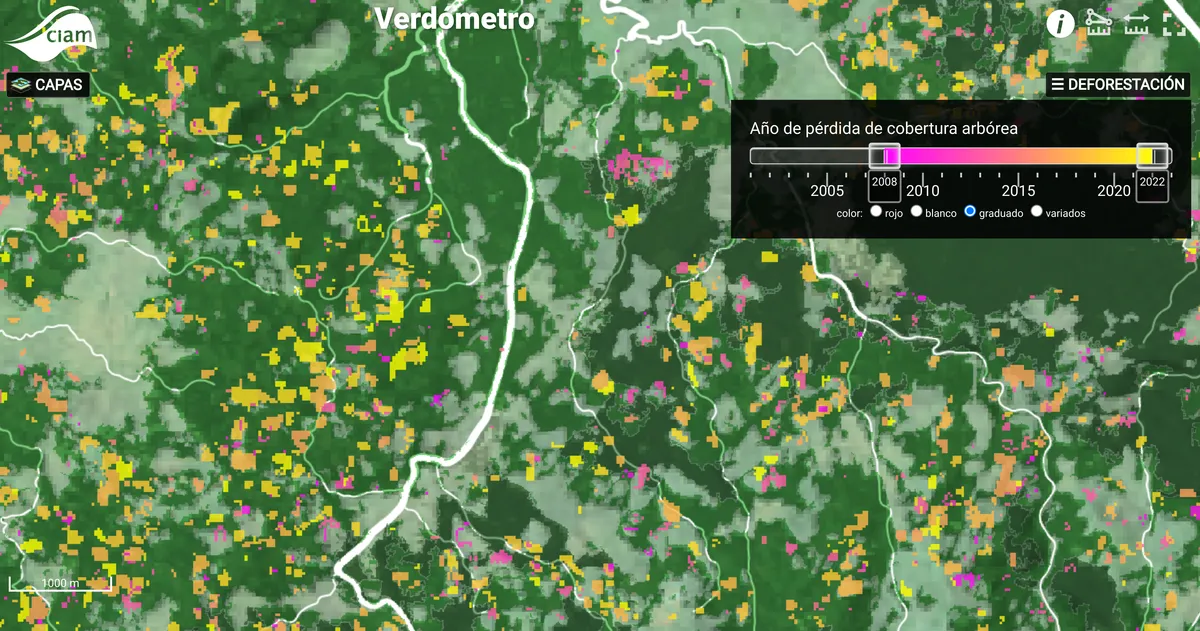 ciam
Verdómetro
i
CAPAS
DEFORESTACIÓN
Año de pérdida de cobertura arbórea
2005 2008 2010 2015 2020 2022
color: rojo blanco graduado variados
1000 m